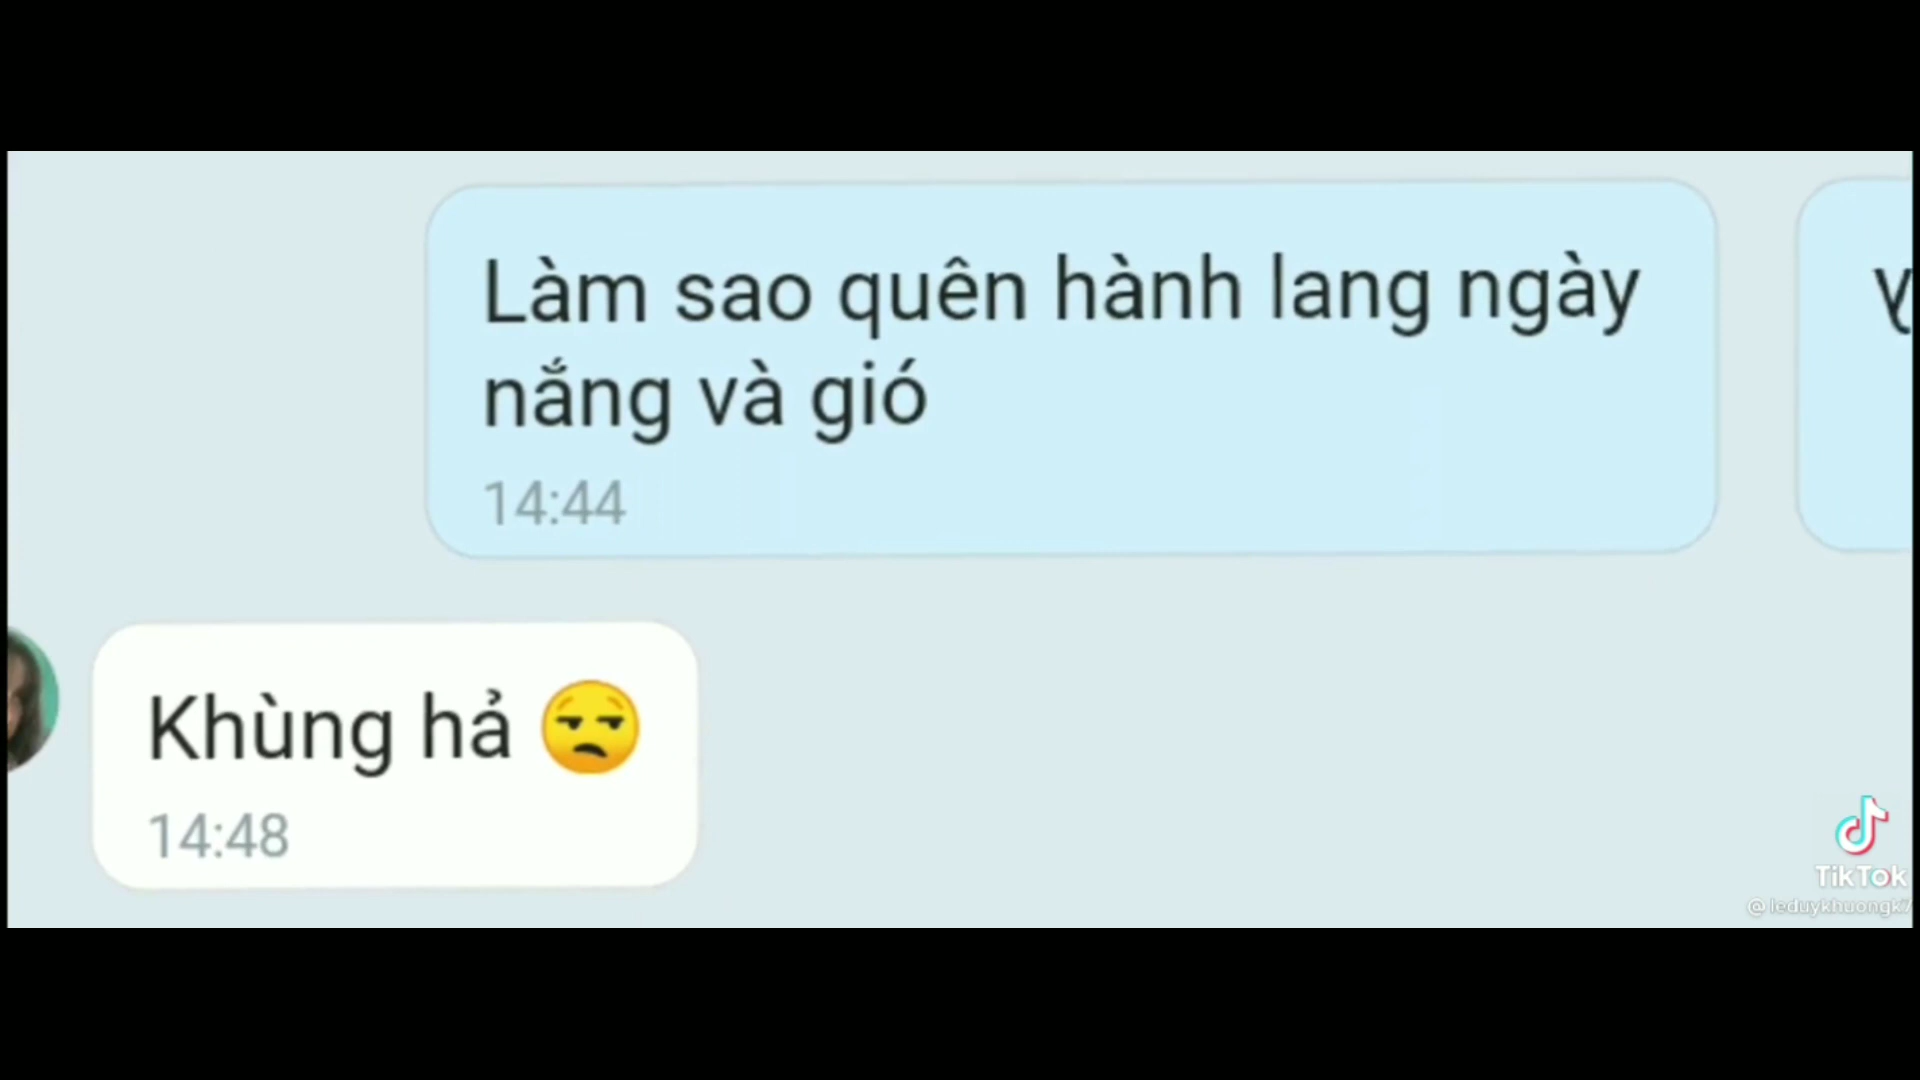 Làm sao quên hành lang ngày
nắng và gió
14:44
Khùng hả 😒
14:48
TikTok